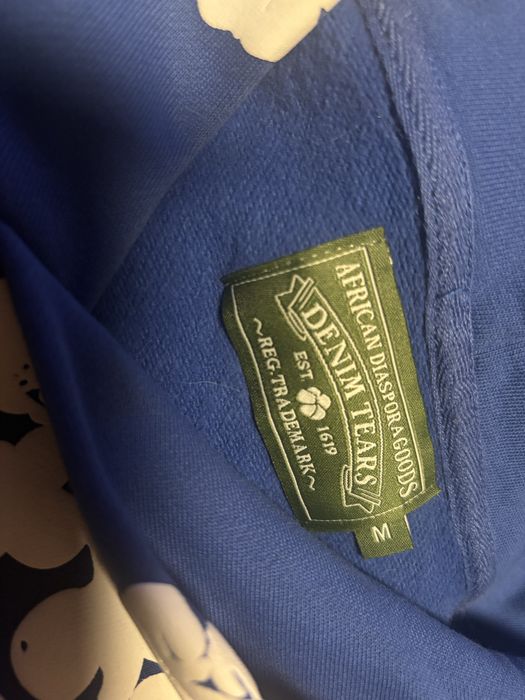 AFRICAN DIASPORA GOODS
DENIM TEARS
EST. 1619
~REG·TRADEMARK~
M